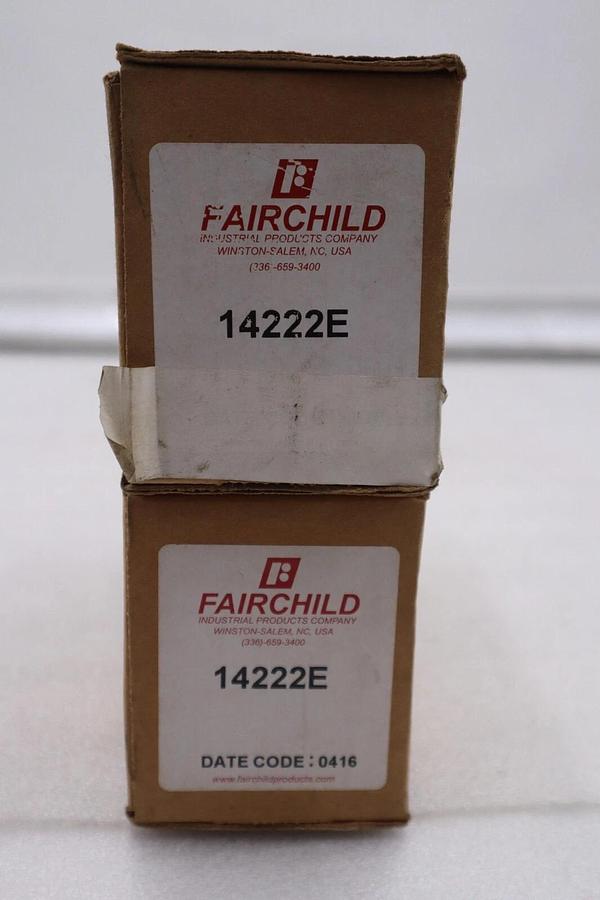 FAIRCHILD
INDUSTRIAL PRODUCTS COMPANY
WINSTON-SALEM, NC, USA
(336)-659-3400
14222E
FAIRCHILD
INDUSTRIAL PRODUCTS COMPANY
WINSTON-SALEM, NC, USA
(336)-659-3400
14222E
DATE CODE: 0416
www.fairchildproducts.com